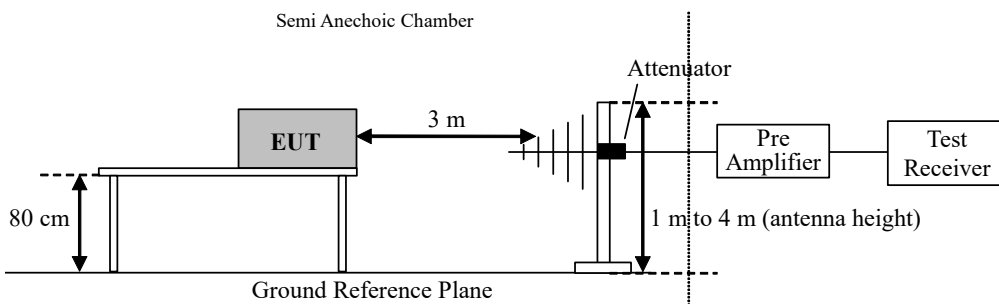 Semi Anechoic Chamber
Attenuator
3 m
EUT
Pre
Amplifier
Test
Receiver
80 cm
1 m to 4 m (antenna height)
Ground Reference Plane